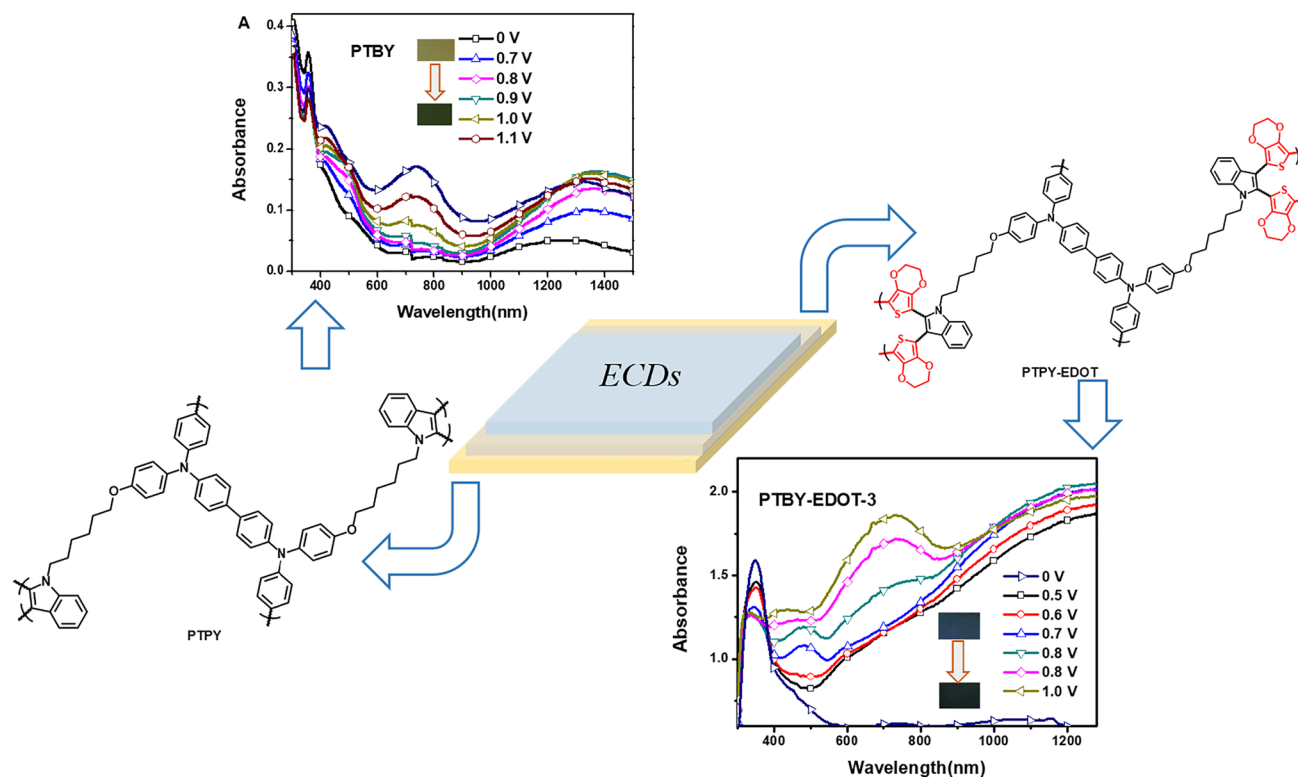 A
PTBY
0 V
0.7 V
0.8 V
0.9 V
1.0 V
1.1 V
0.4
0.3
0.2
0.1
0.0
Absorbance
400 600 800 1000 1200 1400
Wavelength(nm)
O O
S
O O
S
N
N
O
O
N
O O
S
N
O O
S
PTPY-EDOT
ECDs
N
O
N
N
O
N
PTPY
PTBY-EDOT-3
0 V
0.5 V
0.6 V
0.7 V
0.8 V
0.8 V
1.0 V
2.0
1.5
1.0
Absorbance
400 600 800 1000 1200
Wavelength(nm)